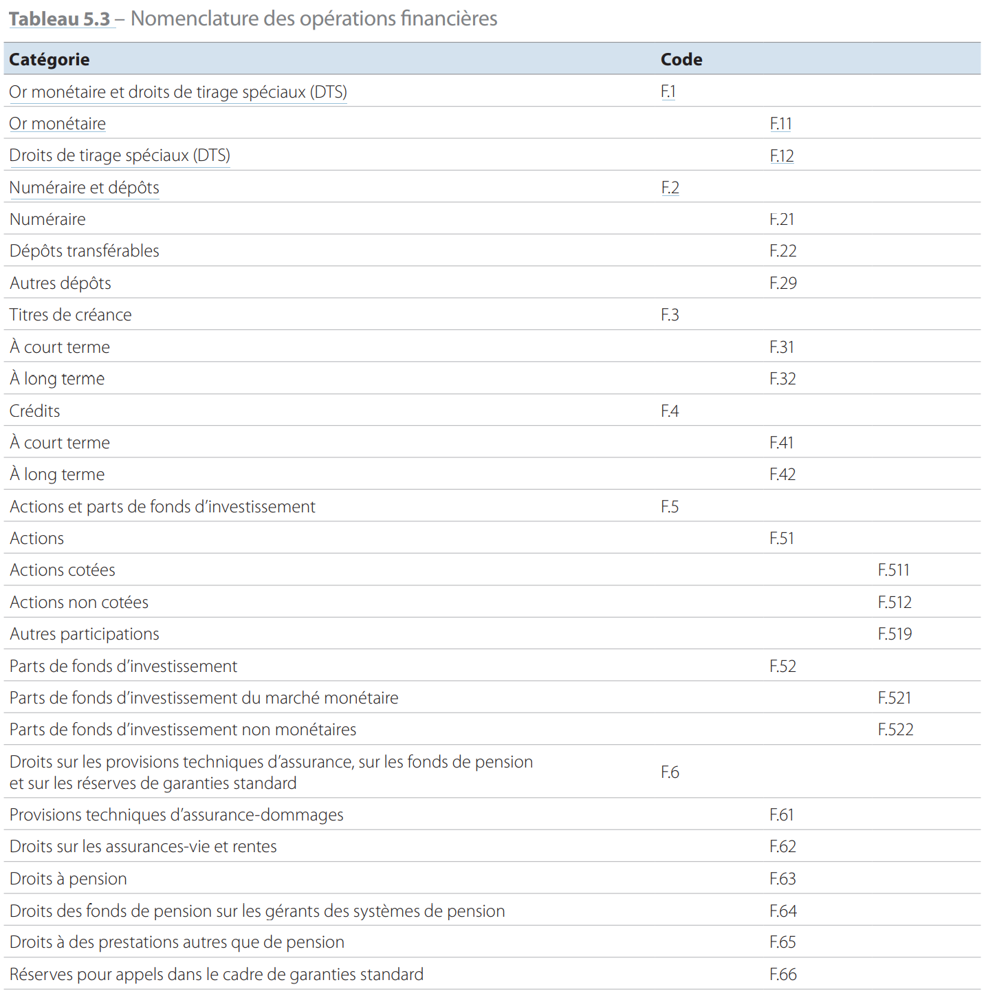 Tableau 5.3 – Nomenclature des opérations financières
Catégorie Code
Or monétaire et droits de tirage spéciaux (DTS) F.1
Or monétaire F.11
Droits de tirage spéciaux (DTS) F.12
Numéraire et dépôts F.2
Numéraire F.21
Dépôts transférables F.22
Autres dépôts F.29
Titres de créance F.3
À court terme F.31
À long terme F.32
Crédits F.4
À court terme F.41
À long terme F.42
Actions et parts de fonds d’investissement F.5
Actions F.51
Actions cotées F.511
Actions non cotées F.512
Autres participations F.519
Parts de fonds d’investissement F.52
Parts de fonds d’investissement du marché monétaire F.521
Parts de fonds d’investissement non monétaires F.522
Droits sur les provisions techniques d’assurance, sur les fonds de pension
et sur les réserves de garanties standard F.6
Provisions techniques d’assurance-dommages F.61
Droits sur les assurances-vie et rentes F.62
Droits à pension F.63
Droits des fonds de pension sur les gérants des systèmes de pension F.64
Droits à des prestations autres que de pension F.65
Réserves pour appels dans le cadre de garanties standard F.66